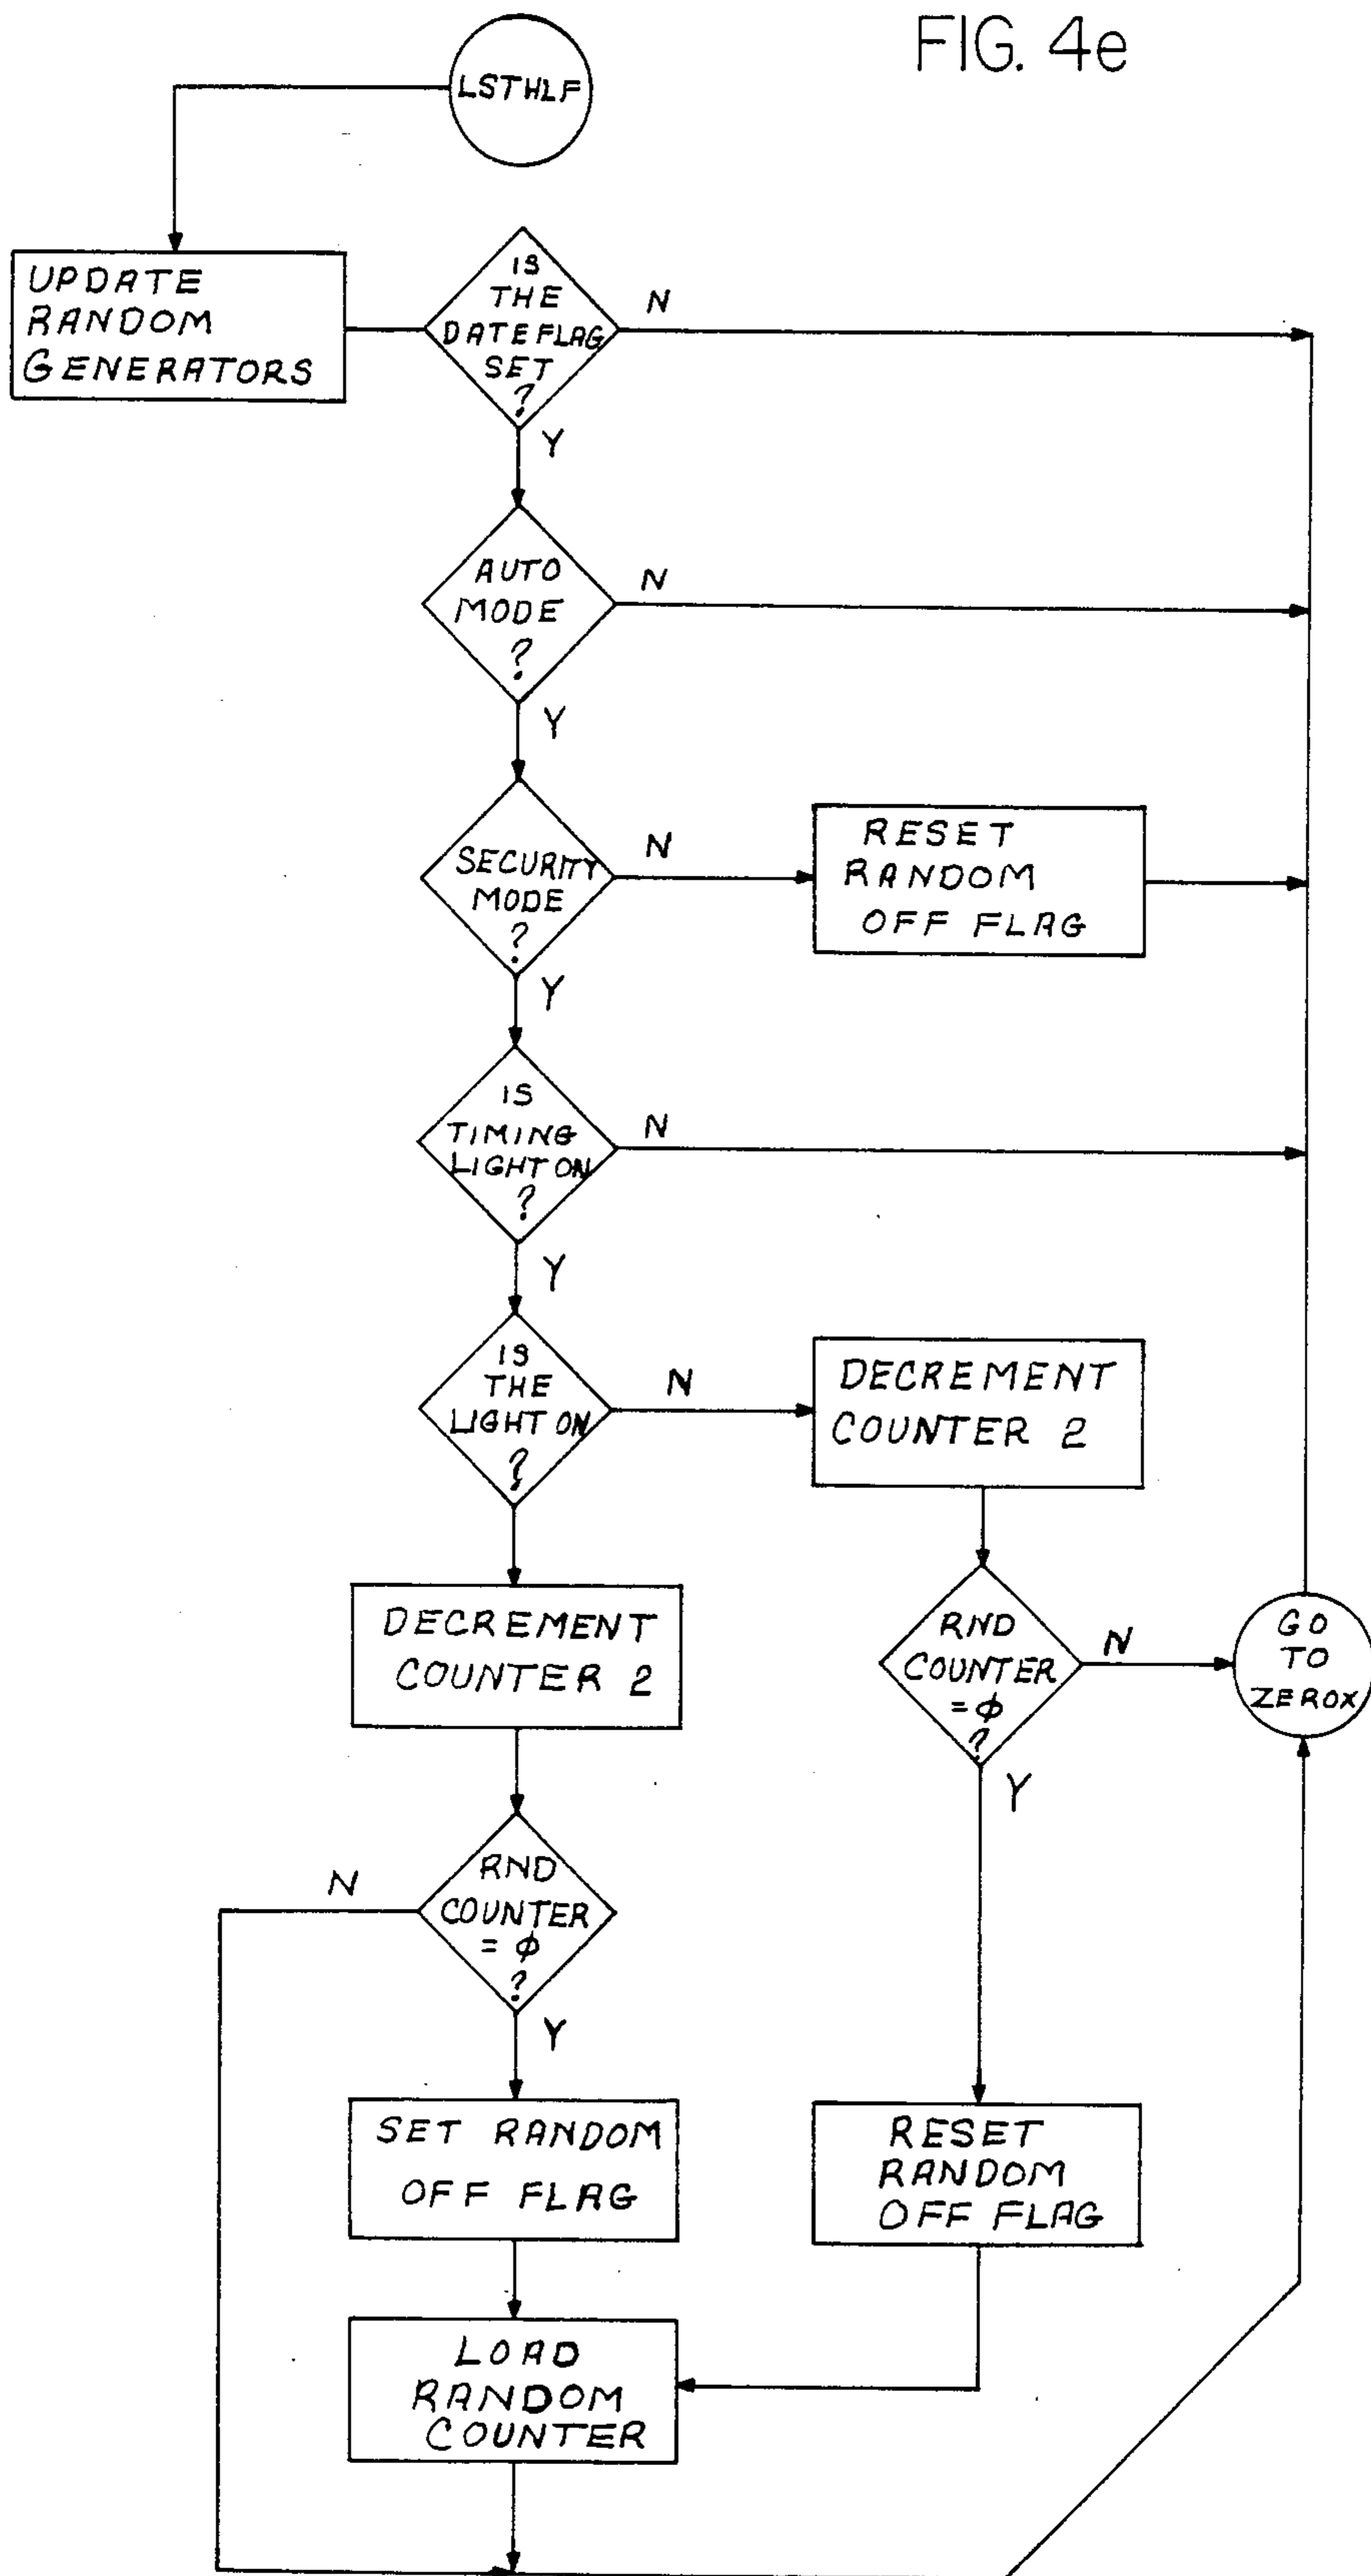 FIG. 4e
LSTHLF
UPDATE
RANDOM
GENERATORS
IS
THE
DATE FLAG
SET
?
N
Y
AUTO
MODE
?
N
Y
SECURITY
MODE
?
N
RESET
RANDOM
OFF FLAG
Y
IS
TIMING
LIGHT ON
?
N
Y
IS
THE
LIGHT ON
?
N
DECREMENT
COUNTER 2
DECREMENT
COUNTER 2
RND
COUNTER
= ϕ
?
N
GO
TO
ZEROX
Y
RND
COUNTER
= ϕ
?
N
Y
SET RANDOM
OFF FLAG
RESET
RANDOM
OFF FLAG
LOAD
RANDOM
COUNTER